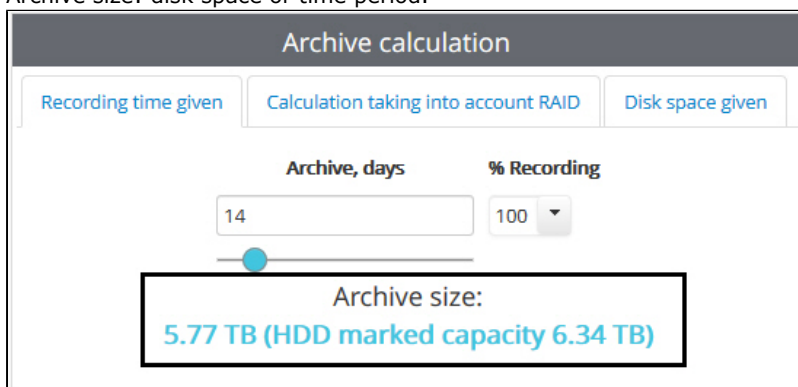 Archive size: disk space or time period.
Archive calculation
Recording time given Calculation taking into account RAID Disk space given
Archive, days % Recording
14 100
Archive size:
5.77 TB (HDD marked capacity 6.34 TB)